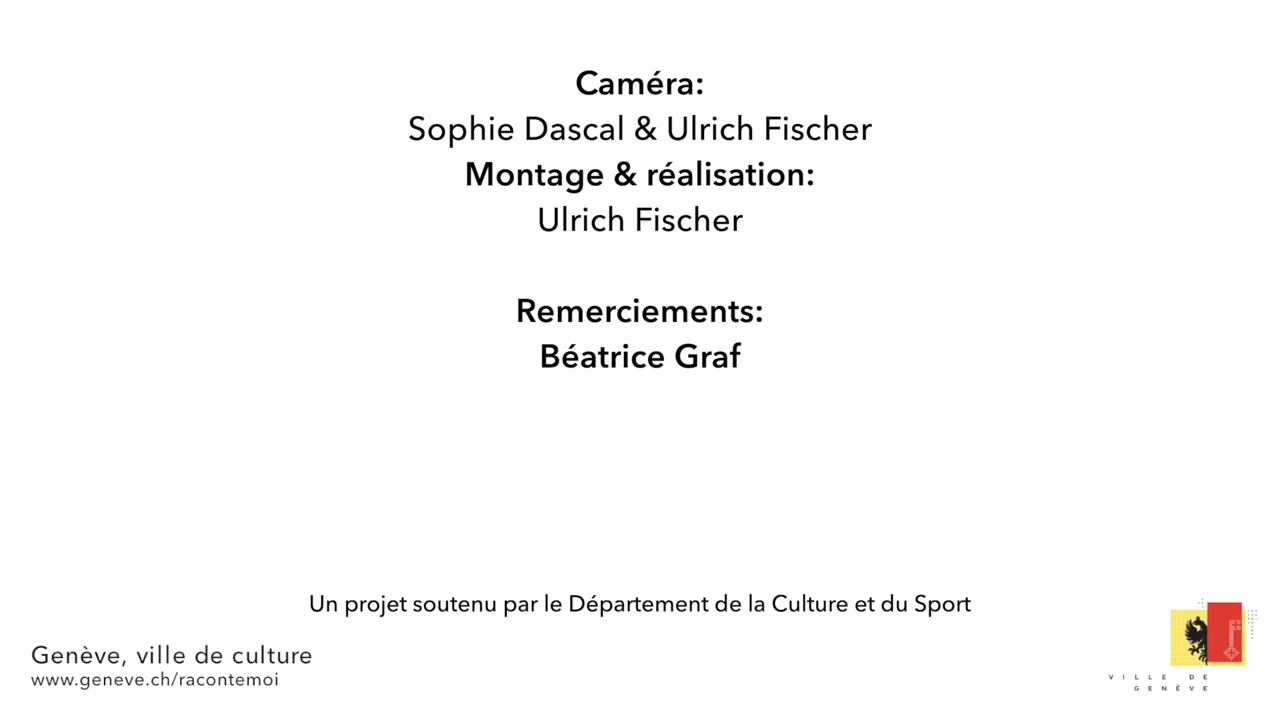 Caméra:
Sophie Dascal & Ulrich Fischer
Montage & réalisation:
Ulrich Fischer
Remerciements:
Béatrice Graf
Un projet soutenu par le Département de la Culture et du Sport
Genève, ville de culture
www.geneve.ch/racontemoi
VILLE DE
GENÈVE